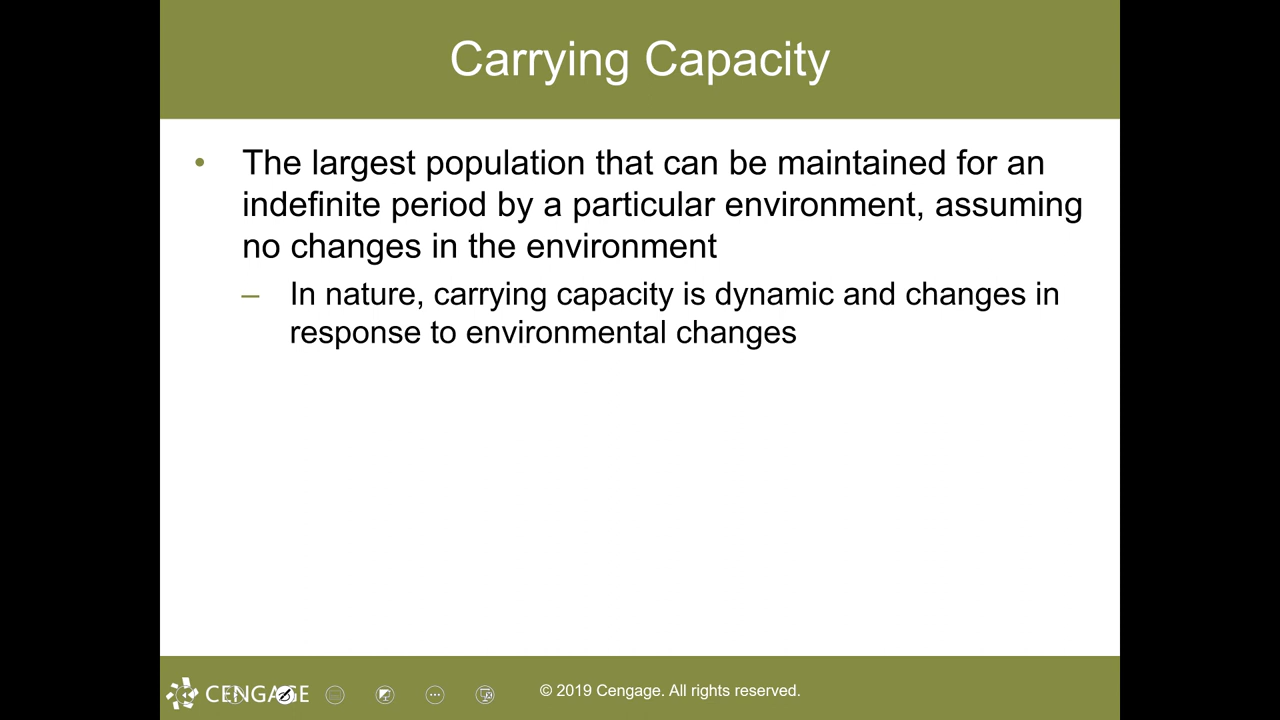 Carrying Capacity
• The largest population that can be maintained for an
indefinite period by a particular environment, assuming
no changes in the environment
– In nature, carrying capacity is dynamic and changes in
response to environmental changes
CENGAGE
© 2019 Cengage. All rights reserved.